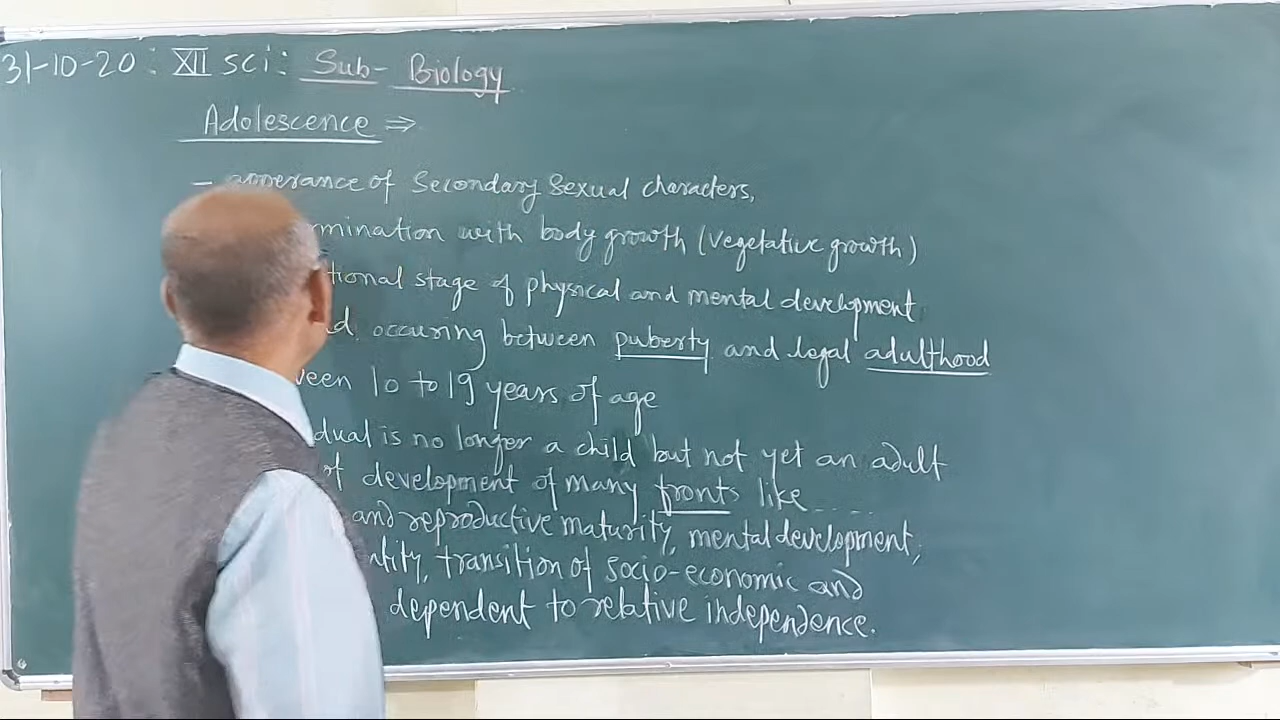 31-10-20: XII sci: Sub- Biology
Adolescence ⇒
- apperance of Secondary Sexual characters,
mination with body growth (vegetative growth)
tional stage of physical and mental development
d occuring between puberty and legal adulthood
ween 10 to 19 years of age
dual is no longer a child but not yet an adult
of development of many fronts like.....
and reproductive maturity, mental development,
ntity, transition of socio-economic and
dependent to relative independence.